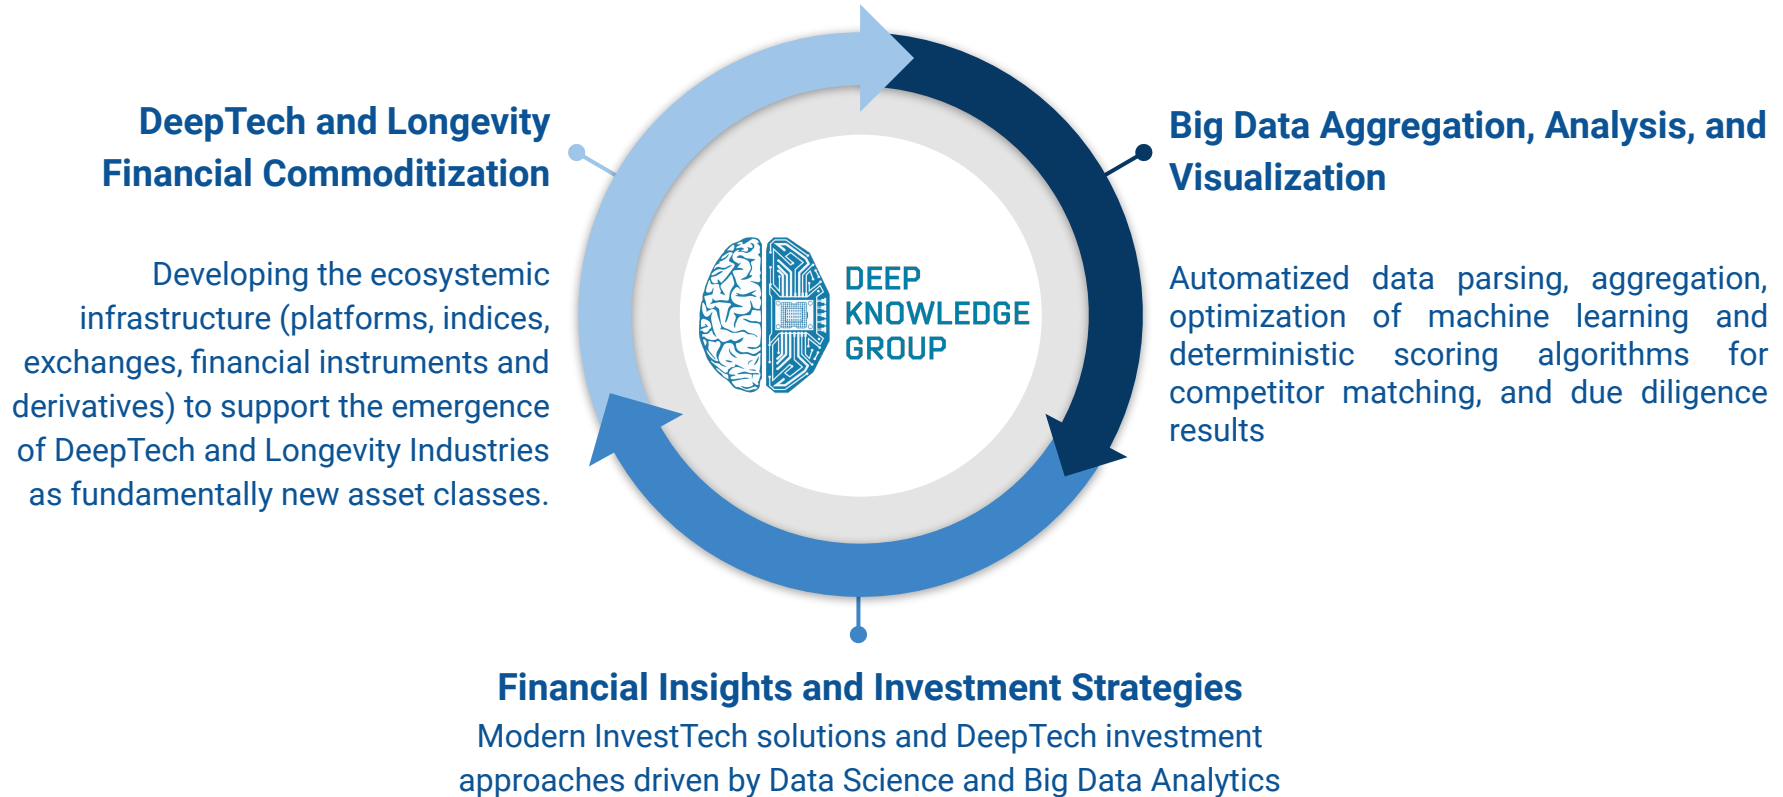 DeepTech and Longevity
Financial Commoditization
Developing the ecosystemic
infrastructure (platforms, indices,
exchanges, financial instruments and
derivatives) to support the emergence
of DeepTech and Longevity Industries
as fundamentally new asset classes.
DEEP
KNOWLEDGE
GROUP
Big Data Aggregation, Analysis, and
Visualization
Automatized data parsing, aggregation,
optimization of machine learning and
deterministic scoring algorithms for
competitor matching, and due diligence
results
Financial Insights and Investment Strategies
Modern InvestTech solutions and DeepTech investment
approaches driven by Data Science and Big Data Analytics